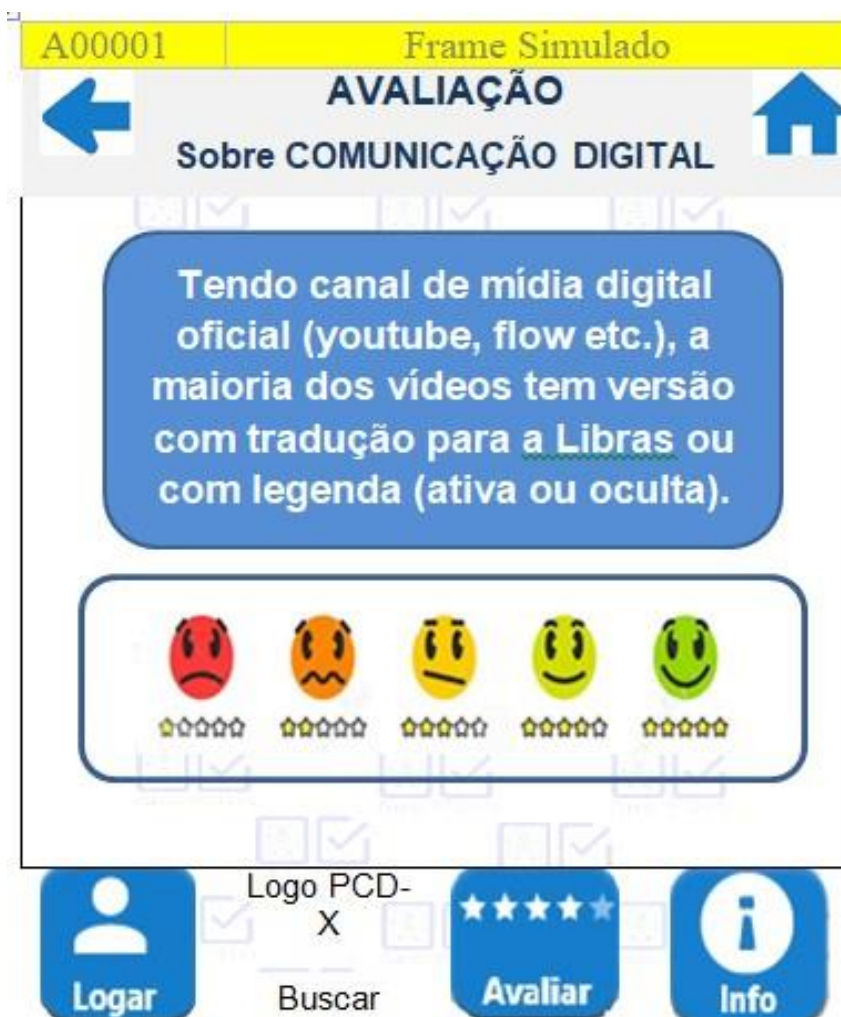 A00001 Frame Simulado
AVALIAÇÃO
Sobre COMUNICAÇÃO DIGITAL
Tendo canal de mídia digital
oficial (youtube, flow etc.), a
maioria dos vídeos tem versão
com tradução para a Libras ou
com legenda (ativa ou oculta).
Logo PCD-
X
Logar
Buscar
Avaliar
Info